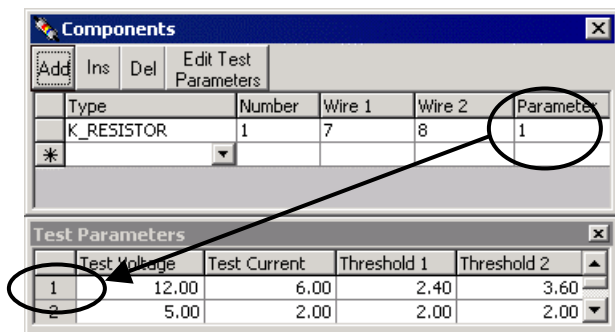 Components
Add Ins Del Edit Test Parameters
Type Number Wire 1 Wire 2 Parameter
K_RESISTOR 1 7 8 1
Test Parameters
Test Voltage Test Current Threshold 1 Threshold 2
1 12.00 6.00 2.40 3.60
2 5.00 2.00 2.00 2.00